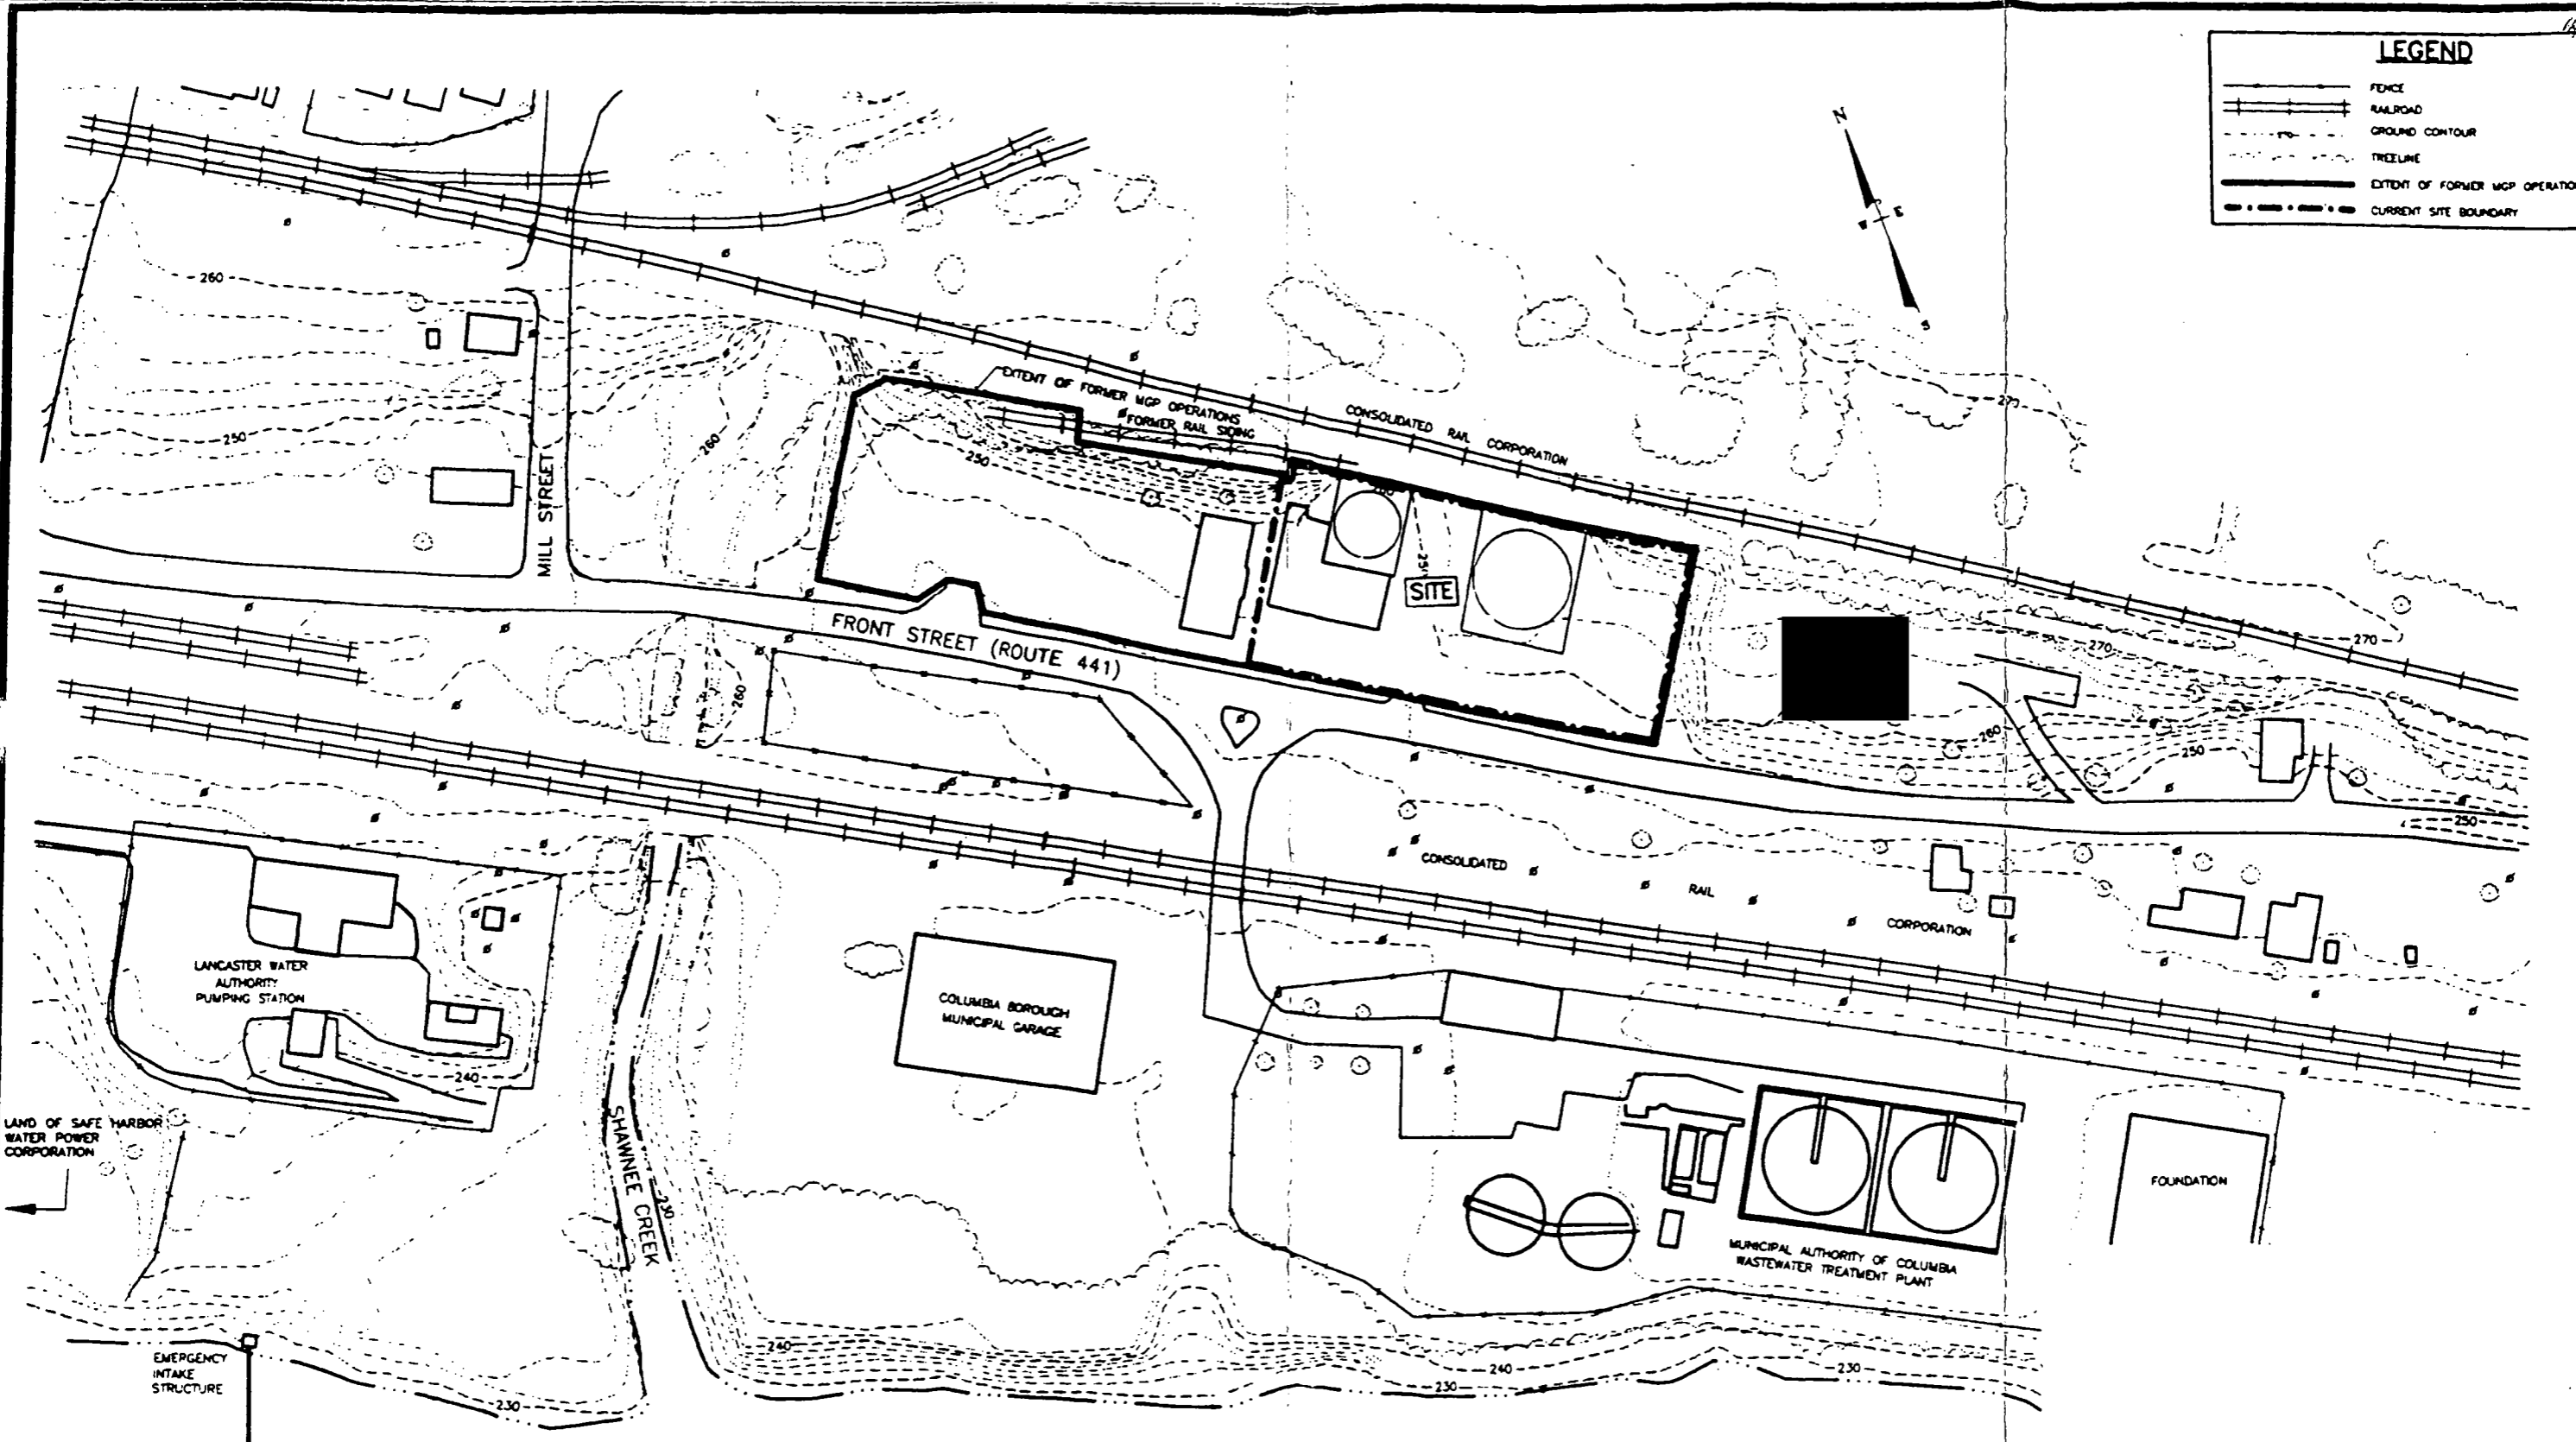 LEGEND
FENCE
RAILROAD
GROUND CONTOUR
TREELINE
EXTENT OF FORMER MGP OPERATIO
CURRENT SITE BOUNDARY
N
E
S
260
250
MILL STREET
260
EXTENT OF FORMER MGP OPERATIONS
FORMER RAIL SIDING
250
CONSOLIDATED RAIL CORPORATION
260
SITE
270
270
270
260
250
250
FRONT STREET (ROUTE 441)
260
CONSOLIDATED
RAIL
CORPORATION
LANCASTER WATER
AUTHORITY
PUMPING STATION
240
COLUMBIA BOROUGH
MUNICIPAL GARAGE
LAND OF SAFE HARBOR
WATER POWER
CORPORATION
SHAWNEE CREEK
230
FOUNDATION
MUNICIPAL AUTHORITY OF COLUMBIA
WASTEWATER TREATMENT PLANT
EMERGENCY
INTAKE
STRUCTURE
230
240
240
230
230